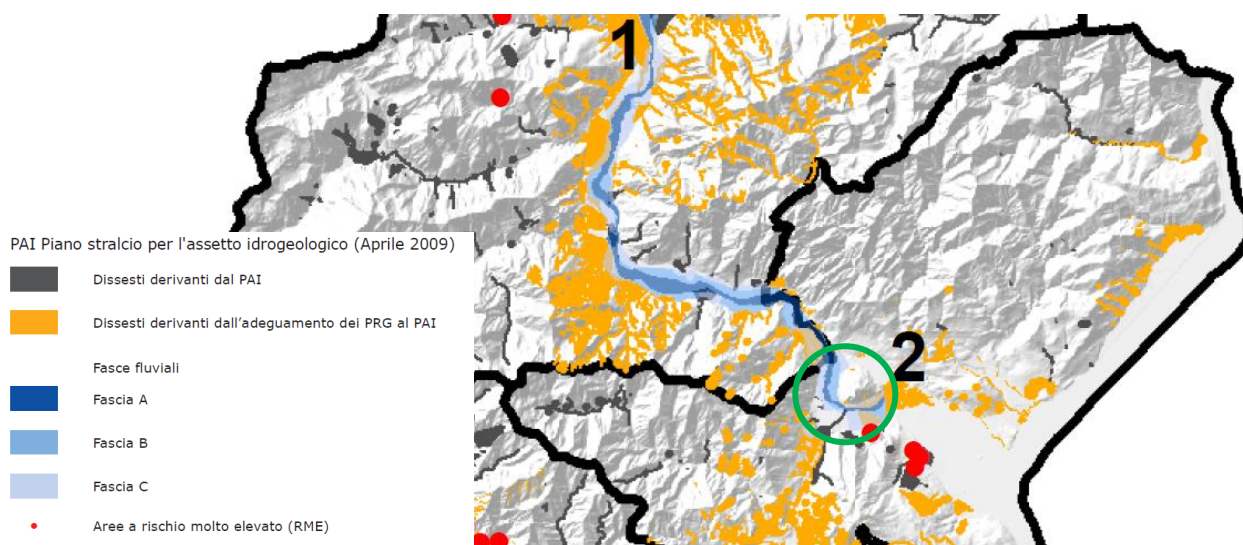 1
2
PAI Piano stralcio per l'assetto idrogeologico (Aprile 2009)
Dissesti derivanti dal PAI
Dissesti derivanti dall’adeguamento dei PRG al PAI
Fasce fluviali
Fascia A
Fascia B
Fascia C
Aree a rischio molto elevato (RME)